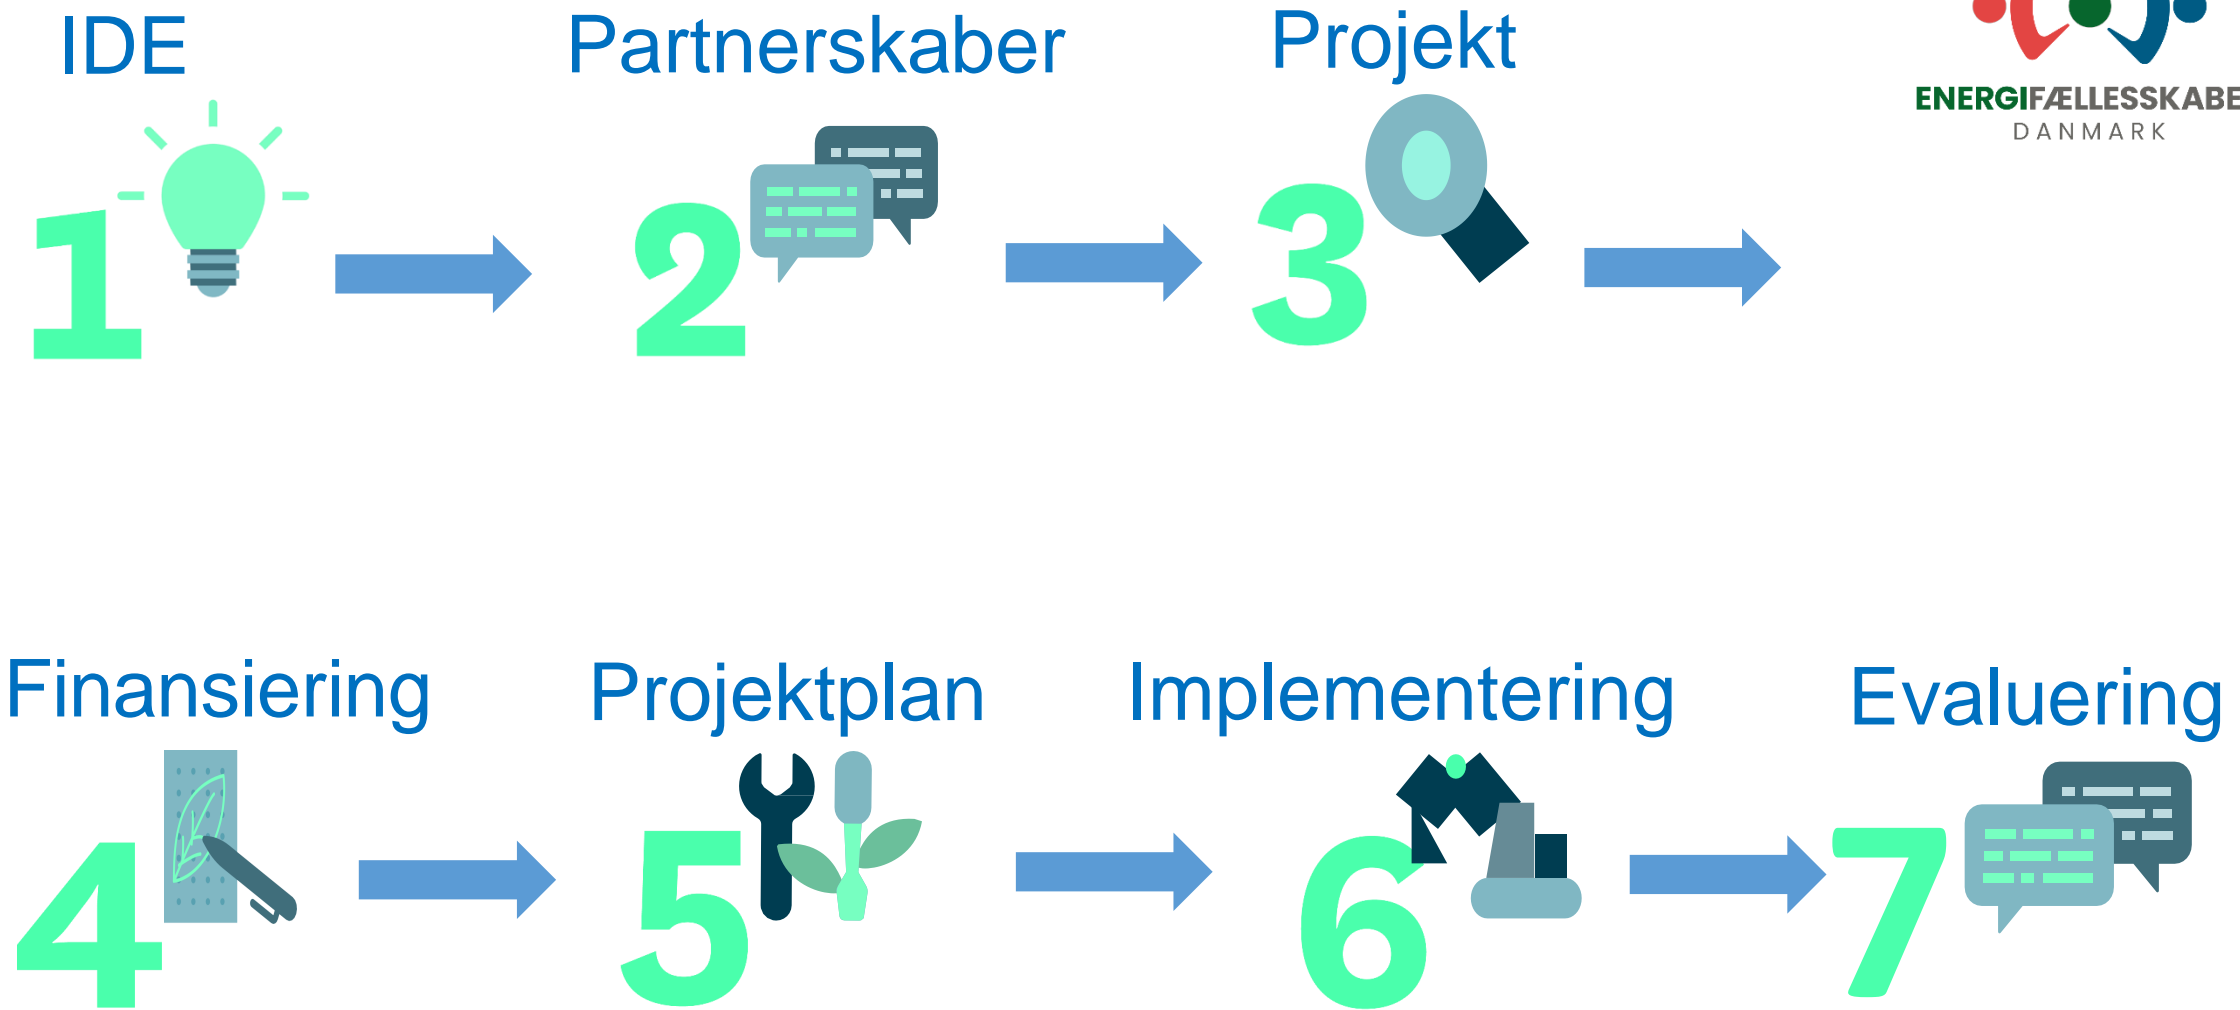 IDE
Partnerskaber
Projekt
ENERGIFÆLLESSKABE
DANMARK
1
2
3
Finansiering
Projektplan
Implementering
Evaluering
4
5
6
7